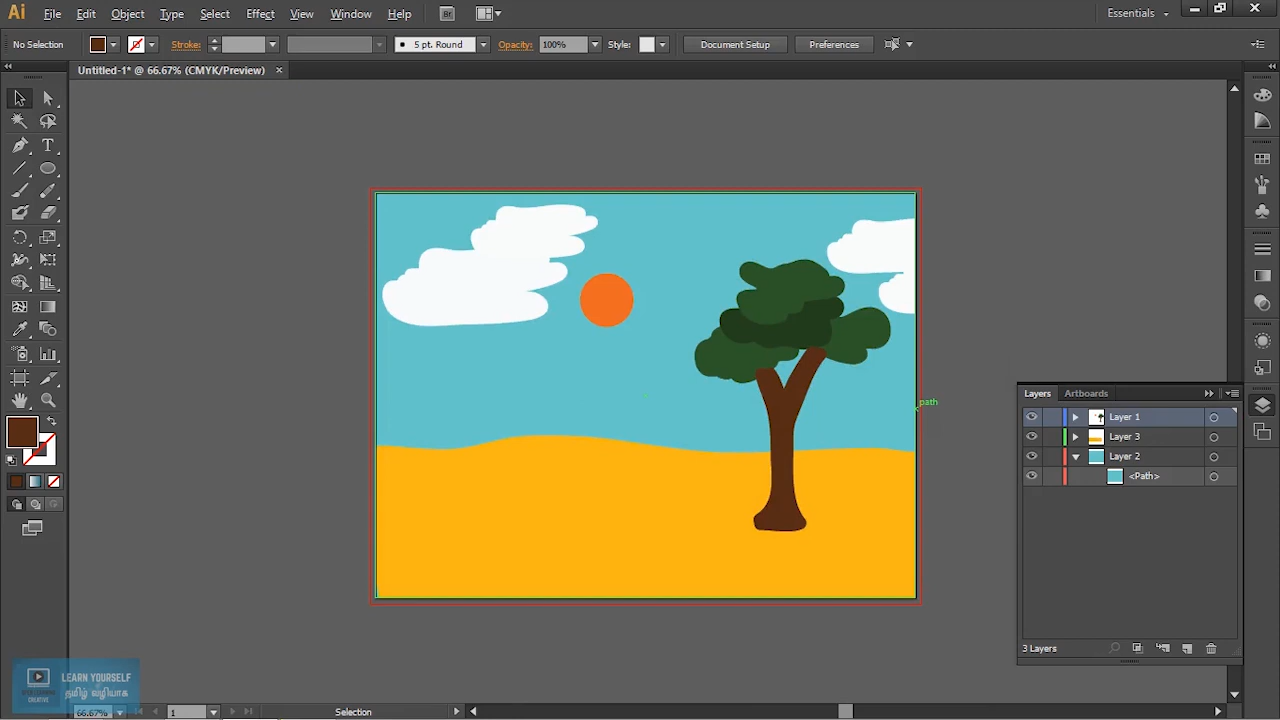 Ai File Edit Object Type Select Effect View Window Help Br Essentials
No Selection Stroke: 5 pt. Round Opacity: 100% Style: Document Setup Preferences
Untitled-1* @ 66.67% (CMYK/Preview)
path
Layers Artboards
Layer 1
Layer 3
Layer 2
<Path>
3 Layers
LEARN YOURSELF
தமிழ் வழியாக
CREATIVE
66.67% 1 Selection